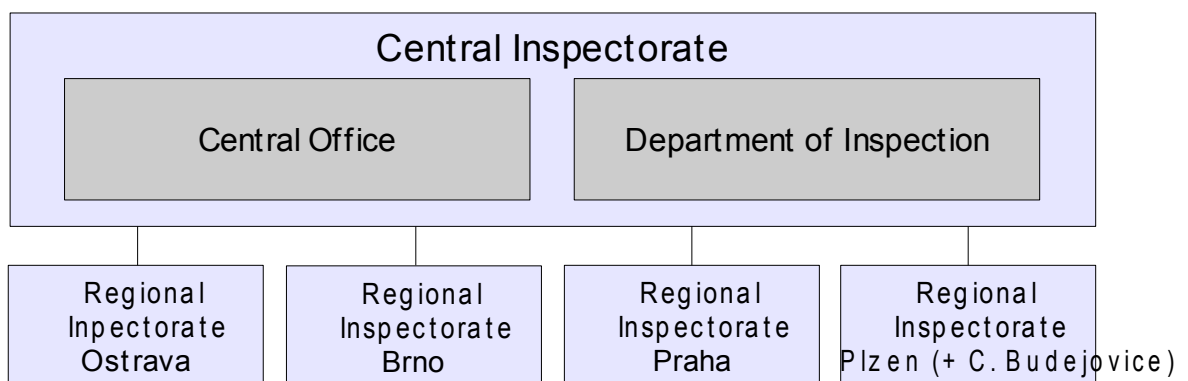 Central Inspectorate
Central Office
Department of Inspection
Regional
Inpectorate
Ostrava
Regional
Inspectorate
Brno
Regional
Inspectorate
Praha
Regional
Inspectorate
Plzen (+ C. Budejovice)